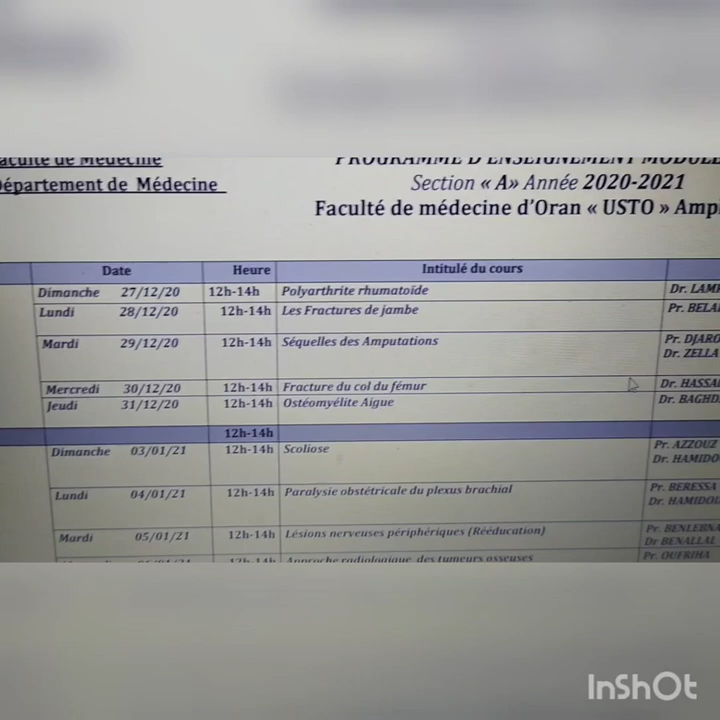 Faculté de Médecine
Département de Médecine
PROGRAMME D'ENSEIGNEMENT MODULE
Section « A» Année 2020-2021
Faculté de médecine d'Oran « USTO » Amp
Date Heure Intitulé du cours
Dimanche 27/12/20 12h-14h Polyarthrite rhumatoïde Dr. LAM
Lundi 28/12/20 12h-14h Les Fractures de jambe Pr. BELA
Mardi 29/12/20 12h-14h Séquelles des Amputations Pr. DJARO
Dr. ZELLA
Mercredi 30/12/20 12h-14h Fracture du col du fémur Dr. HASSA
Jeudi 31/12/20 12h-14h Ostéomyélite Aigue Dr. BAGHD
12h-14h
Dimanche 03/01/21 12h-14h Scoliose Pr. AZZOUZ
Dr. HAMIDO
Lundi 04/01/21 12h-14h Paralysie obstétricale du plexus brachial Pr. BERESSA
Dr. HAMIDOU
Mardi 05/01/21 12h-14h Lésions nerveuses périphériques (Rééducation) Pr. BENLEBNA
Dr BENALLAL
12h-14h Approche radiologique des tumeurs osseuses Pr. OUFRIHA
InShOt